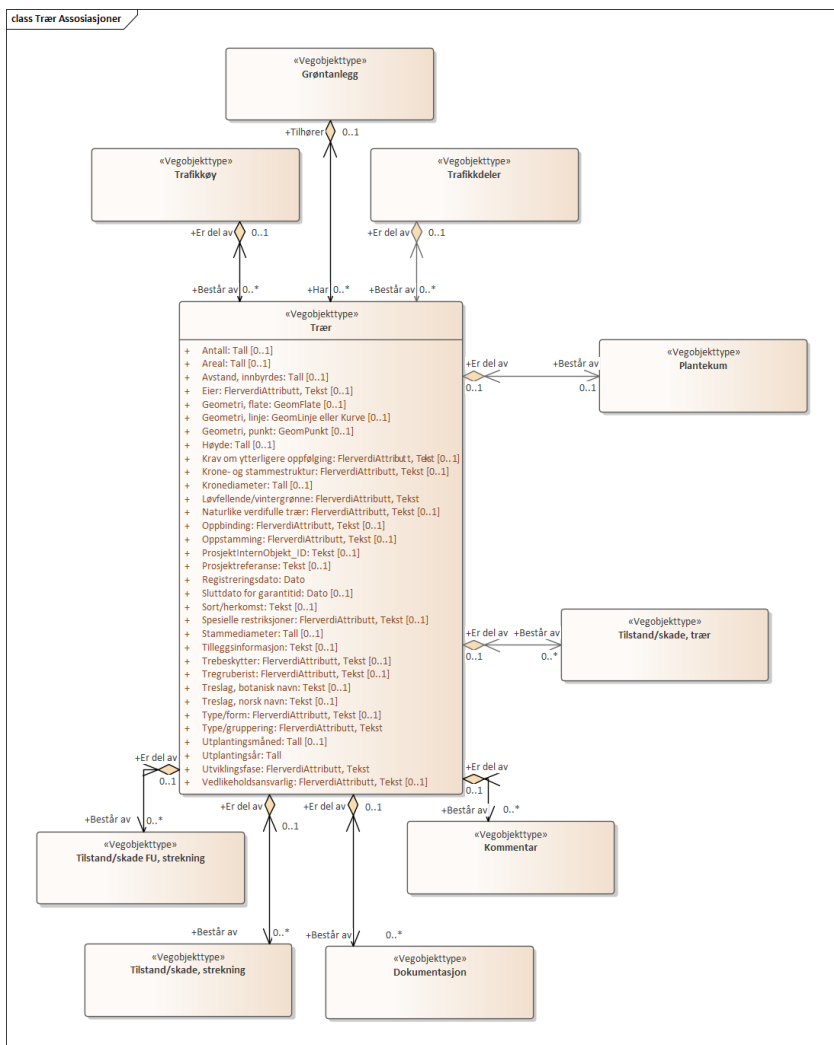 class Trær Assosiasjoner
«Vegobjekttype»
Grøntanlegg
+Tilhører 0..1
«Vegobjekttype»
Trafikkøy
«Vegobjekttype»
Trafikkdeler
+Er del av 0..1
+Er del av 0..1
+Består av 0..*
+Har 0..*
+Består av 0..*
«Vegobjekttype»
Trær
+ Antall: Tall [0..1]
+ Areal: Tall [0..1]
+ Avstand, innbyrdes: Tall [0..1]
+ Eier: FlerverdiAttributt, Tekst [0..1]
+ Geometri, flate: GeomFlate [0..1]
+ Geometri, linje: GeomLinje eller Kurve [0..1]
+ Geometri, punkt: GeomPunkt [0..1]
+ Høyde: Tall [0..1]
+ Krav om ytterligere oppfølging: FlerverdiAttributt, Tekst [0..1]
+ Krone- og stammestruktur: FlerverdiAttributt, Tekst [0..1]
+ Kronediameter: Tall [0..1]
+ Løvfellende/vintergrønne: FlerverdiAttributt, Tekst
+ Naturlike verdifulle trær: FlerverdiAttributt, Tekst [0..1]
+ Oppbinding: FlerverdiAttributt, Tekst [0..1]
+ Oppstamming: FlerverdiAttributt, Tekst [0..1]
+ ProsjektInternObjekt_ID: Tekst [0..1]
+ Prosjektreferanse: Tekst [0..1]
+ Registreringsdato: Dato
+ Sluttdato for garantitid: Dato [0..1]
+ Sort/herkomst: Tekst [0..1]
+ Spesielle restriksjoner: FlerverdiAttributt, Tekst [0..1]
+ Stammediameter: Tall [0..1]
+ Tilleggsinformasjon: Tekst [0..1]
+ Trebeskytter: FlerverdiAttributt, Tekst [0..1]
+ Tregruberist: FlerverdiAttributt, Tekst [0..1]
+ Treslag, botanisk navn: Tekst [0..1]
+ Treslag, norsk navn: Tekst [0..1]
+ Type/form: FlerverdiAttributt, Tekst [0..1]
+ Type/gruppering: FlerverdiAttributt, Tekst
+ Utplantingsmåned: Tall [0..1]
+ Utplantingsår: Tall
+ Utviklingsfase: FlerverdiAttributt, Tekst
+ Vedlikeholdsansvarlig: FlerverdiAttributt, Tekst [0..1]
+Er del av
0..1
+Består av
0..1
«Vegobjekttype»
Plantekum
+Er del av
0..1
+Består av
0..*
«Vegobjekttype»
Tilstand/skade, trær
+Er del av
0..1
+Består av 0..*
«Vegobjekttype»
Tilstand/skade FU, strekning
+Er del av
0..1
+Består av 0..*
«Vegobjekttype»
Kommentar
+Er del av
0..1
+Består av 0..*
«Vegobjekttype»
Tilstand/skade, strekning
+Er del av 0..1
+Består av 0..*
«Vegobjekttype»
Dokumentasjon